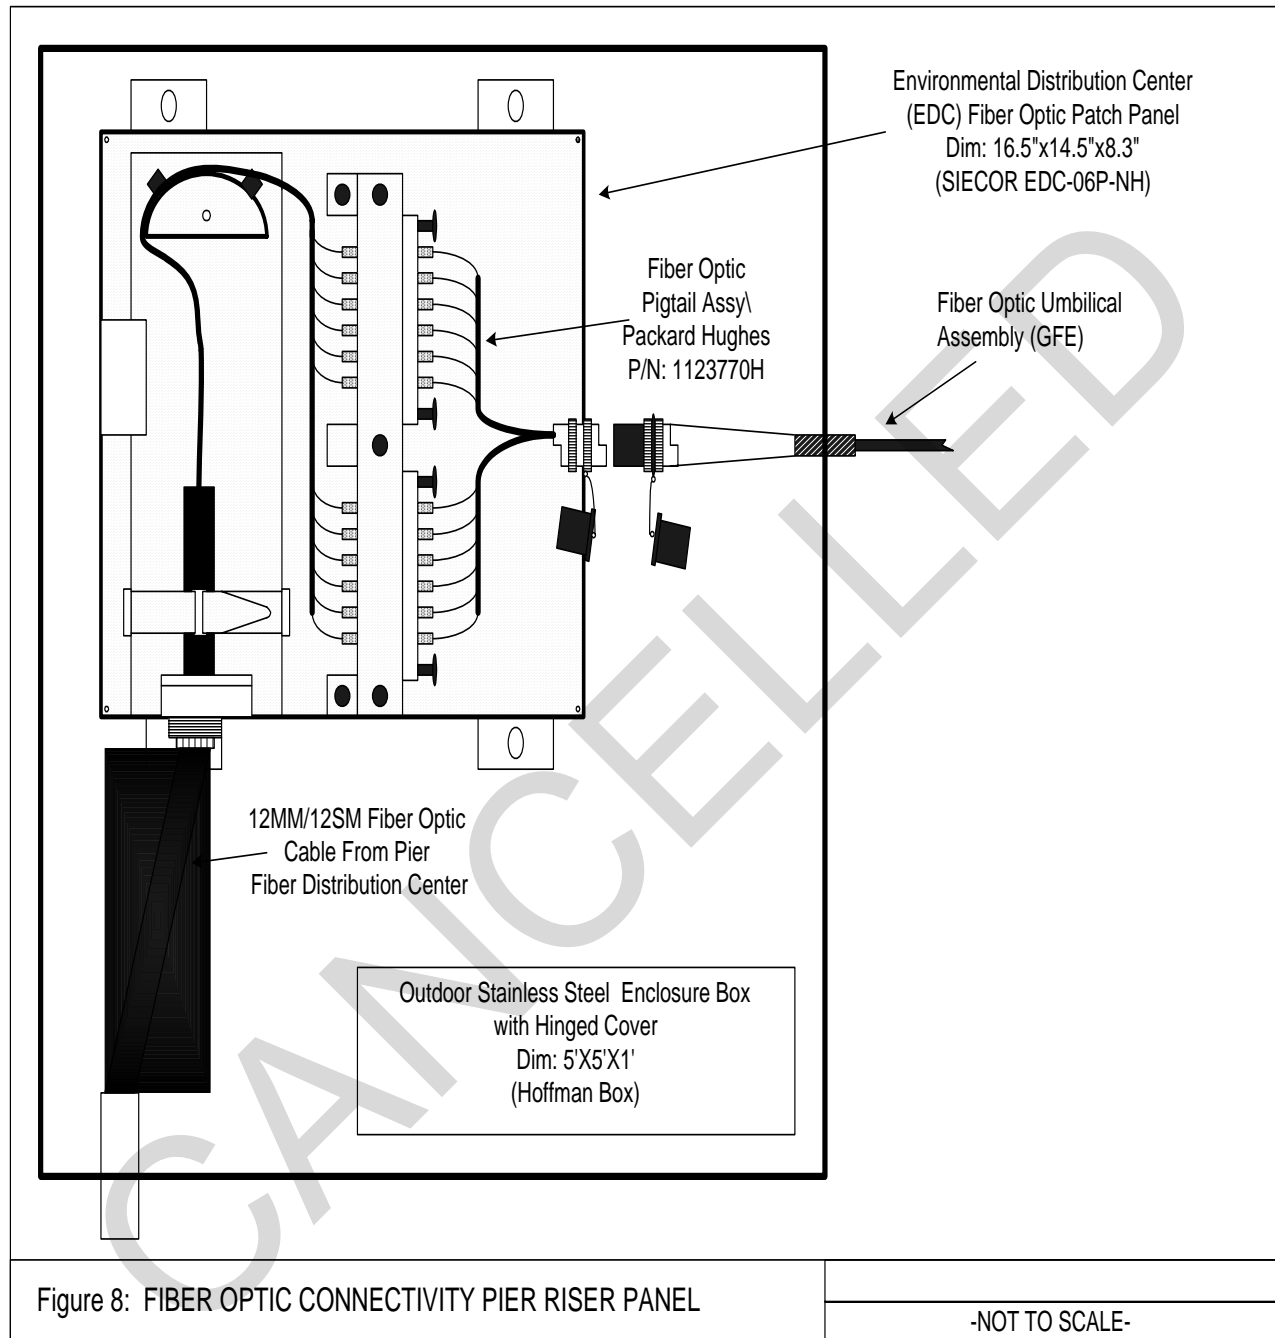 Environmental Distribution Center
(EDC) Fiber Optic Patch Panel
Dim: 16.5"x14.5"x8.3"
(SIECOR EDC-06P-NH)
Fiber Optic
Pigtail Assy\
Packard Hughes
P/N: 1123770H
Fiber Optic Umbilical
Assembly (GFE)
12MM/12SM Fiber Optic
Cable From Pier
Fiber Distribution Center
Outdoor Stainless Steel Enclosure Box
with Hinged Cover
Dim: 5'X5'X1'
(Hoffman Box)
CANCELLED
Figure 8: FIBER OPTIC CONNECTIVITY PIER RISER PANEL
-NOT TO SCALE-